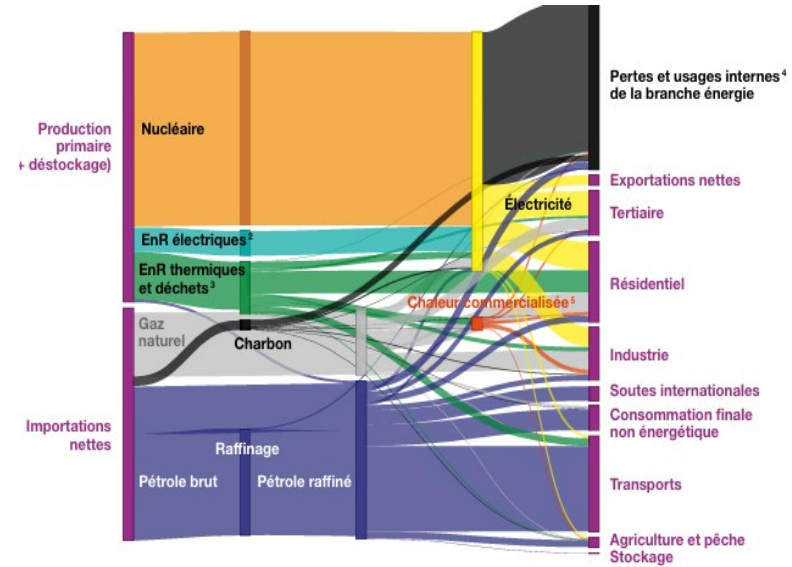 Pertes et usages internes⁴
de la branche énergie
Production
primaire
+ déstockage)
Nucléaire
Exportations nettes
Électricité
Tertiaire
EnR électriques²
EnR thermiques
et déchets³
Résidentiel
Chaleur commercialisée⁵
Gaz
naturel
Charbon
Industrie
Soutes internationales
Importations
nettes
Consommation finale
non énergétique
Raffinage
Pétrole brut
Pétrole raffiné
Transports
Agriculture et pêche
Stockage